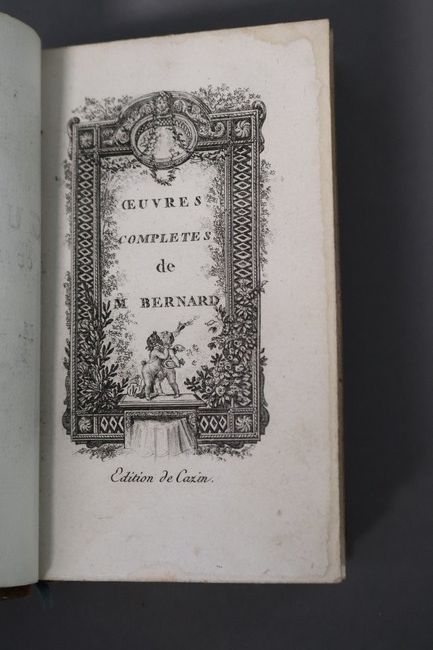 ŒUVRES
COMPLETES
de
M BERNARD
Edition de Cazin.